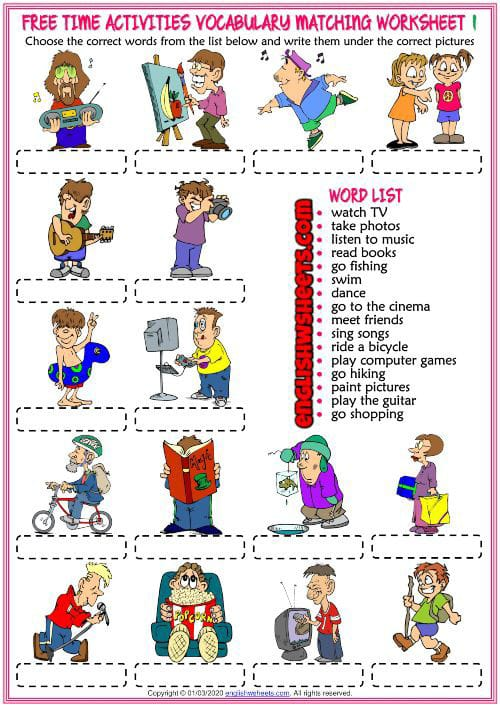 FREE TIME ACTIVITIES VOCABULARY MATCHING WORKSHEET 1
Choose the correct words from the list below and write them under the correct pictures
WORD LIST
• watch TV
• take photos
• listen to music
• read books
• go fishing
• swim
• dance
• go to the cinema
• meet friends
• sing songs
• ride a bicycle
• play computer games
• go hiking
• paint pictures
• play the guitar
• go shopping
englishwsheets.com
Magic
POPCORN
Copyright © 01/03/2020 englishwsheets.com. All rights reserved.